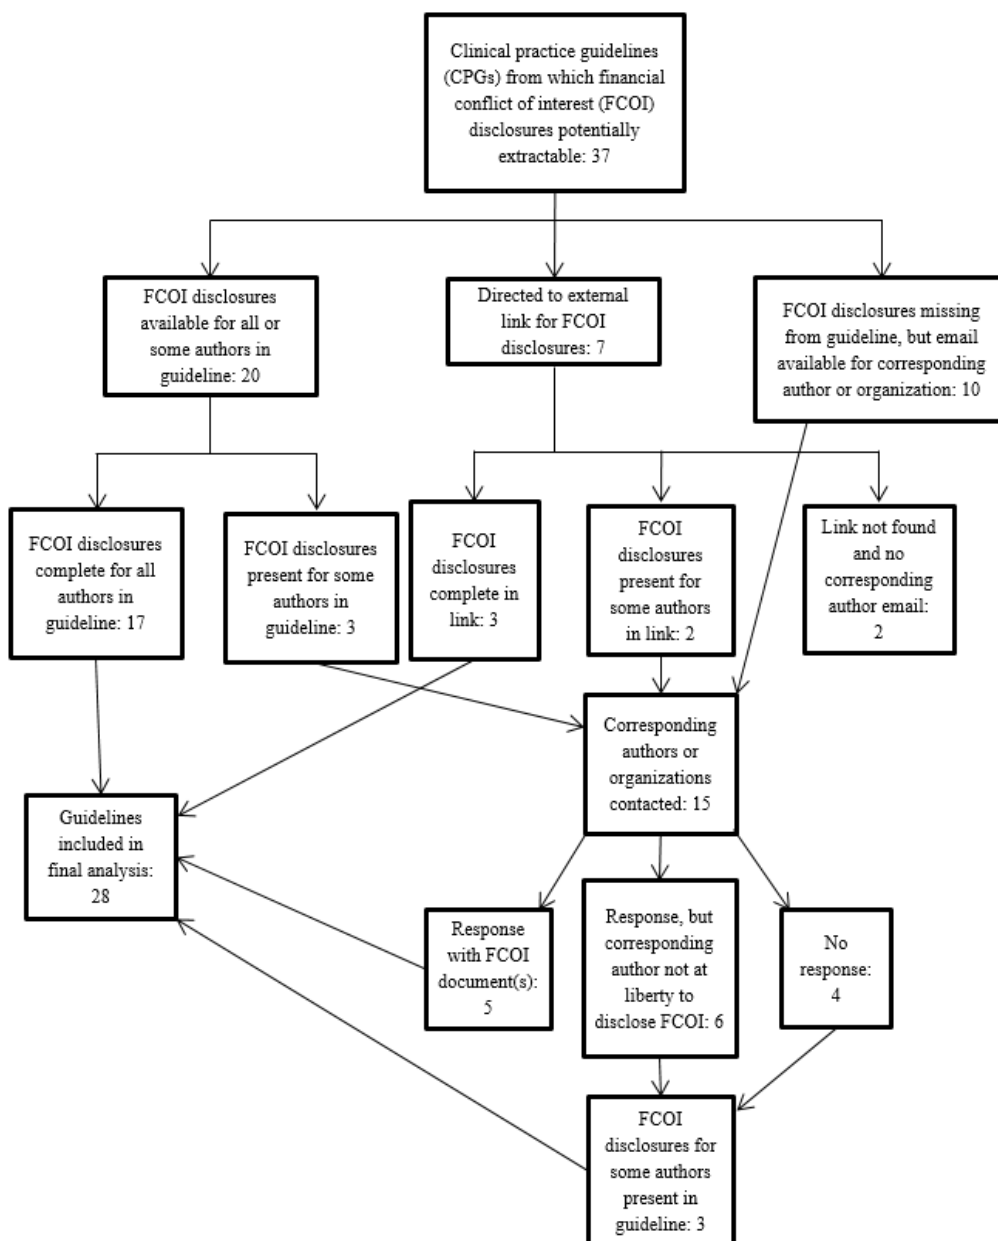 Clinical practice guidelines
(CPGs) from which financial
conflict of interest (FCOI)
disclosures potentially
extractable: 37
FCOI disclosures
available for all or
some authors in
guideline: 20
Directed to external
link for FCOI
disclosures: 7
FCOI disclosures missing
from guideline, but email
available for corresponding
author or organization: 10
FCOI disclosures
complete for all
authors in
guideline: 17
FCOI disclosures
present for some
authors in
guideline: 3
FCOI
disclosures
complete in
link: 3
FCOI
disclosures
present for
some authors
in link: 2
Link not found
and no
corresponding
author email:
2
Corresponding
authors or
organizations
contacted: 15
Guidelines
included in
final analysis:
28
Response
with FCOI
document(s):
5
Response, but
corresponding
author not at
liberty to
disclose FCOI: 6
No
response:
4
FCOI
disclosures for
some authors
present in
guideline: 3